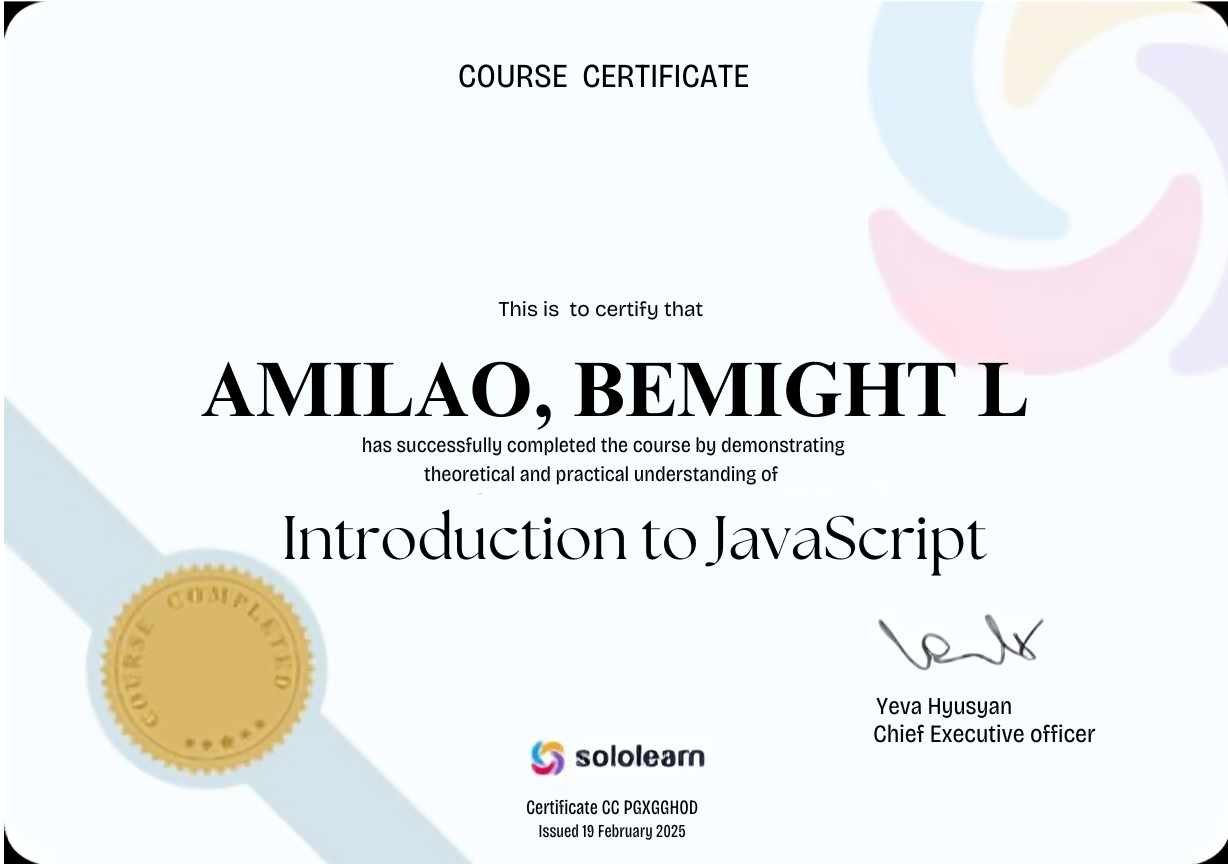 COURSE CERTIFICATE
This is to certify that
AMILAO, BEMIGHT L
has successfully completed the course by demonstrating
theoretical and practical understanding of
Introduction to JavaScript
COURSE COMPLETED
Yeva Hyusyan
Chief Executive officer
sololearn
Certificate CC PGXGGHOD
Issued 19 February 2025